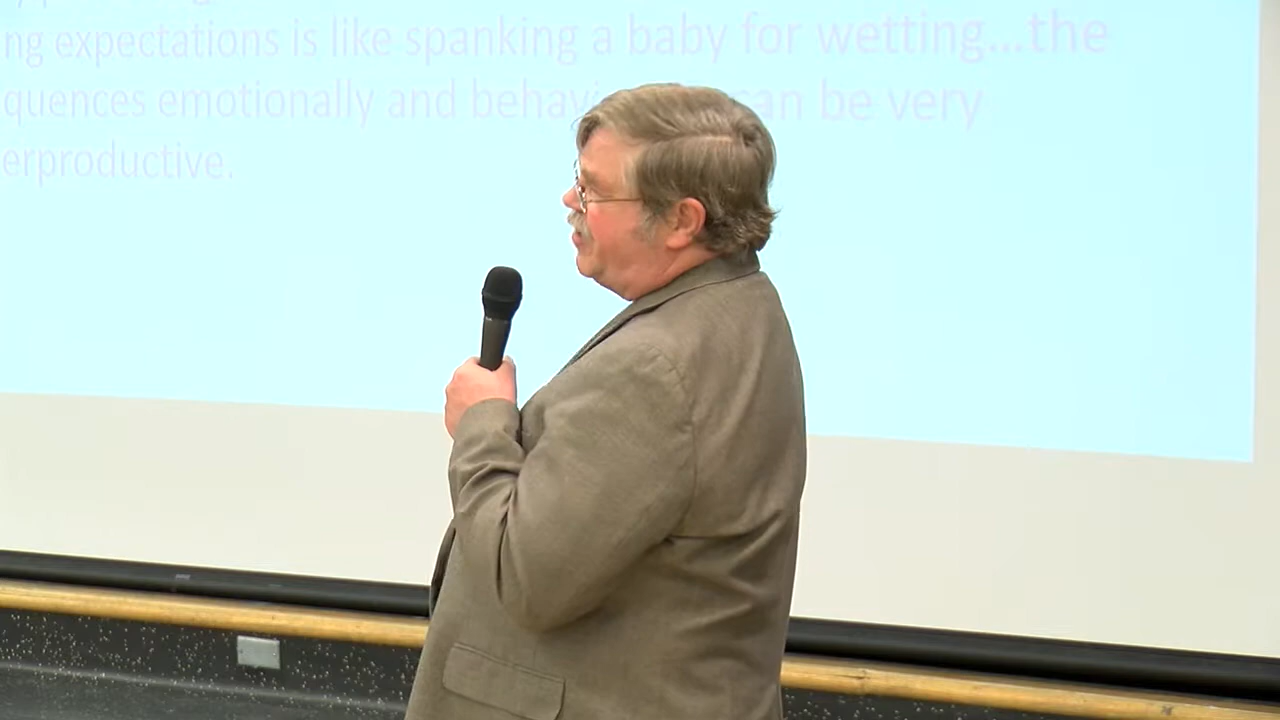 ng expectations is like spanking a baby for wetting...the
quences emotionally and behavi can be very
erproductive.